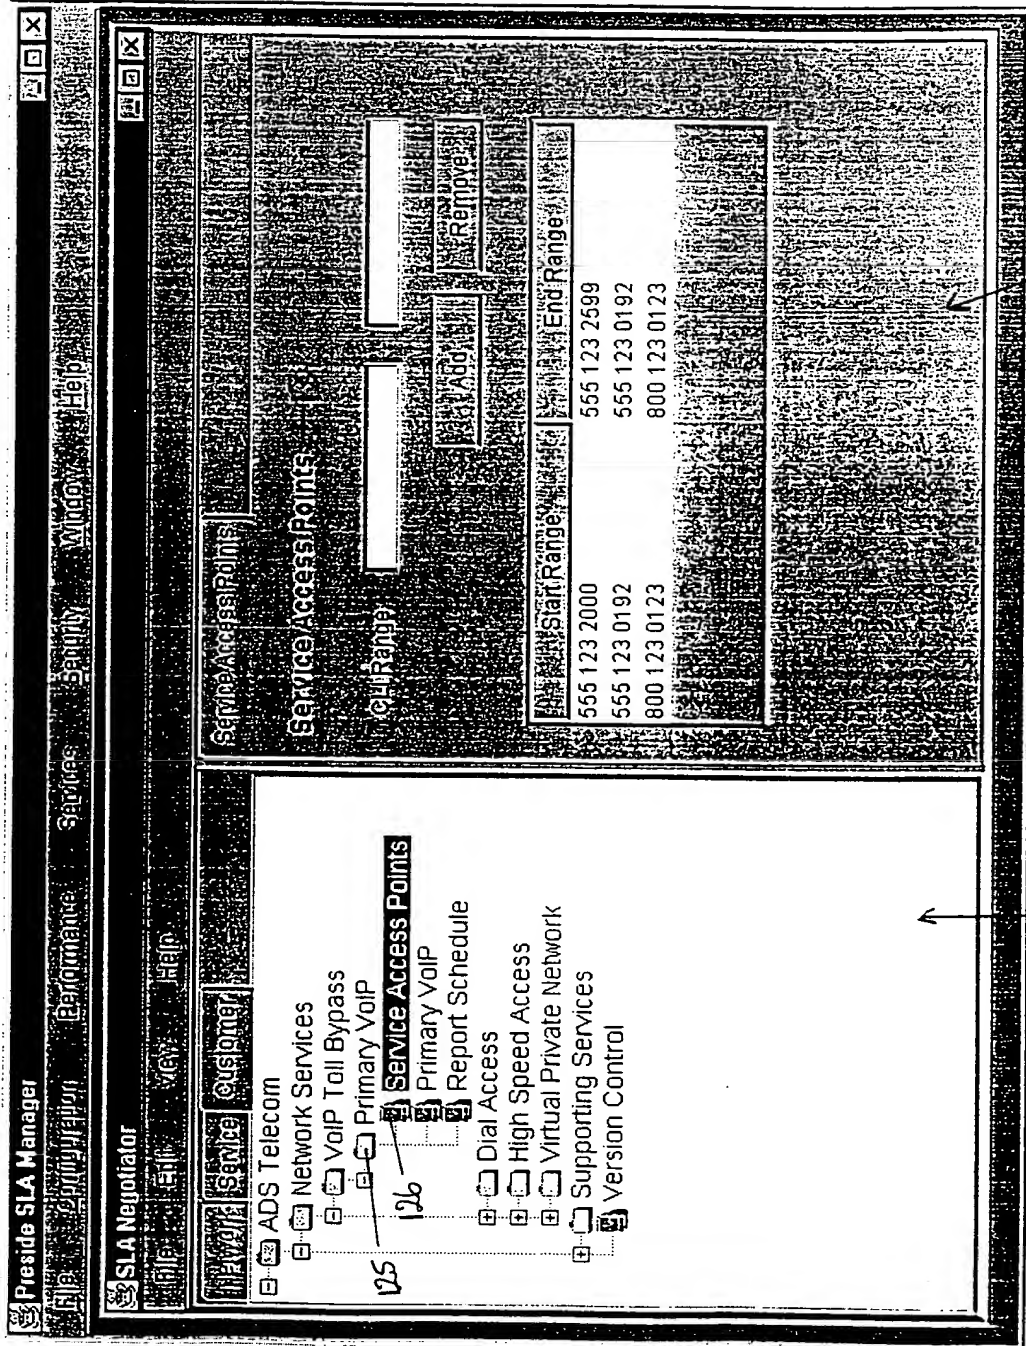 Preside SLA Manager
File Configuration Performance Services Security Window Help
SLA Negotiator
File Edit View Help
Network Service Customer
ADS Telecom
Network Services
VoIP Toll Bypass
Primary VoIP
Service Access Points
Primary VoIP
Report Schedule
Dial Access
High Speed Access
Virtual Private Network
Supporting Services
Version Control
125
126
Service Access Points
Service Access Points
CLI Range:
Add Remove
Start Range End Range
555 123 2000 555 123 2599
555 123 0192 555 123 0192
800 123 0123 800 123 0123